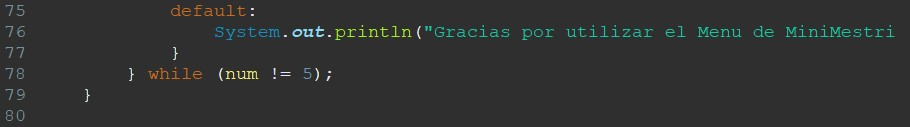 75 default:
76 System.out.println("Gracias por utilizar el Menu de MiniMestri
77 }
78 } while (num != 5);
79 }
80